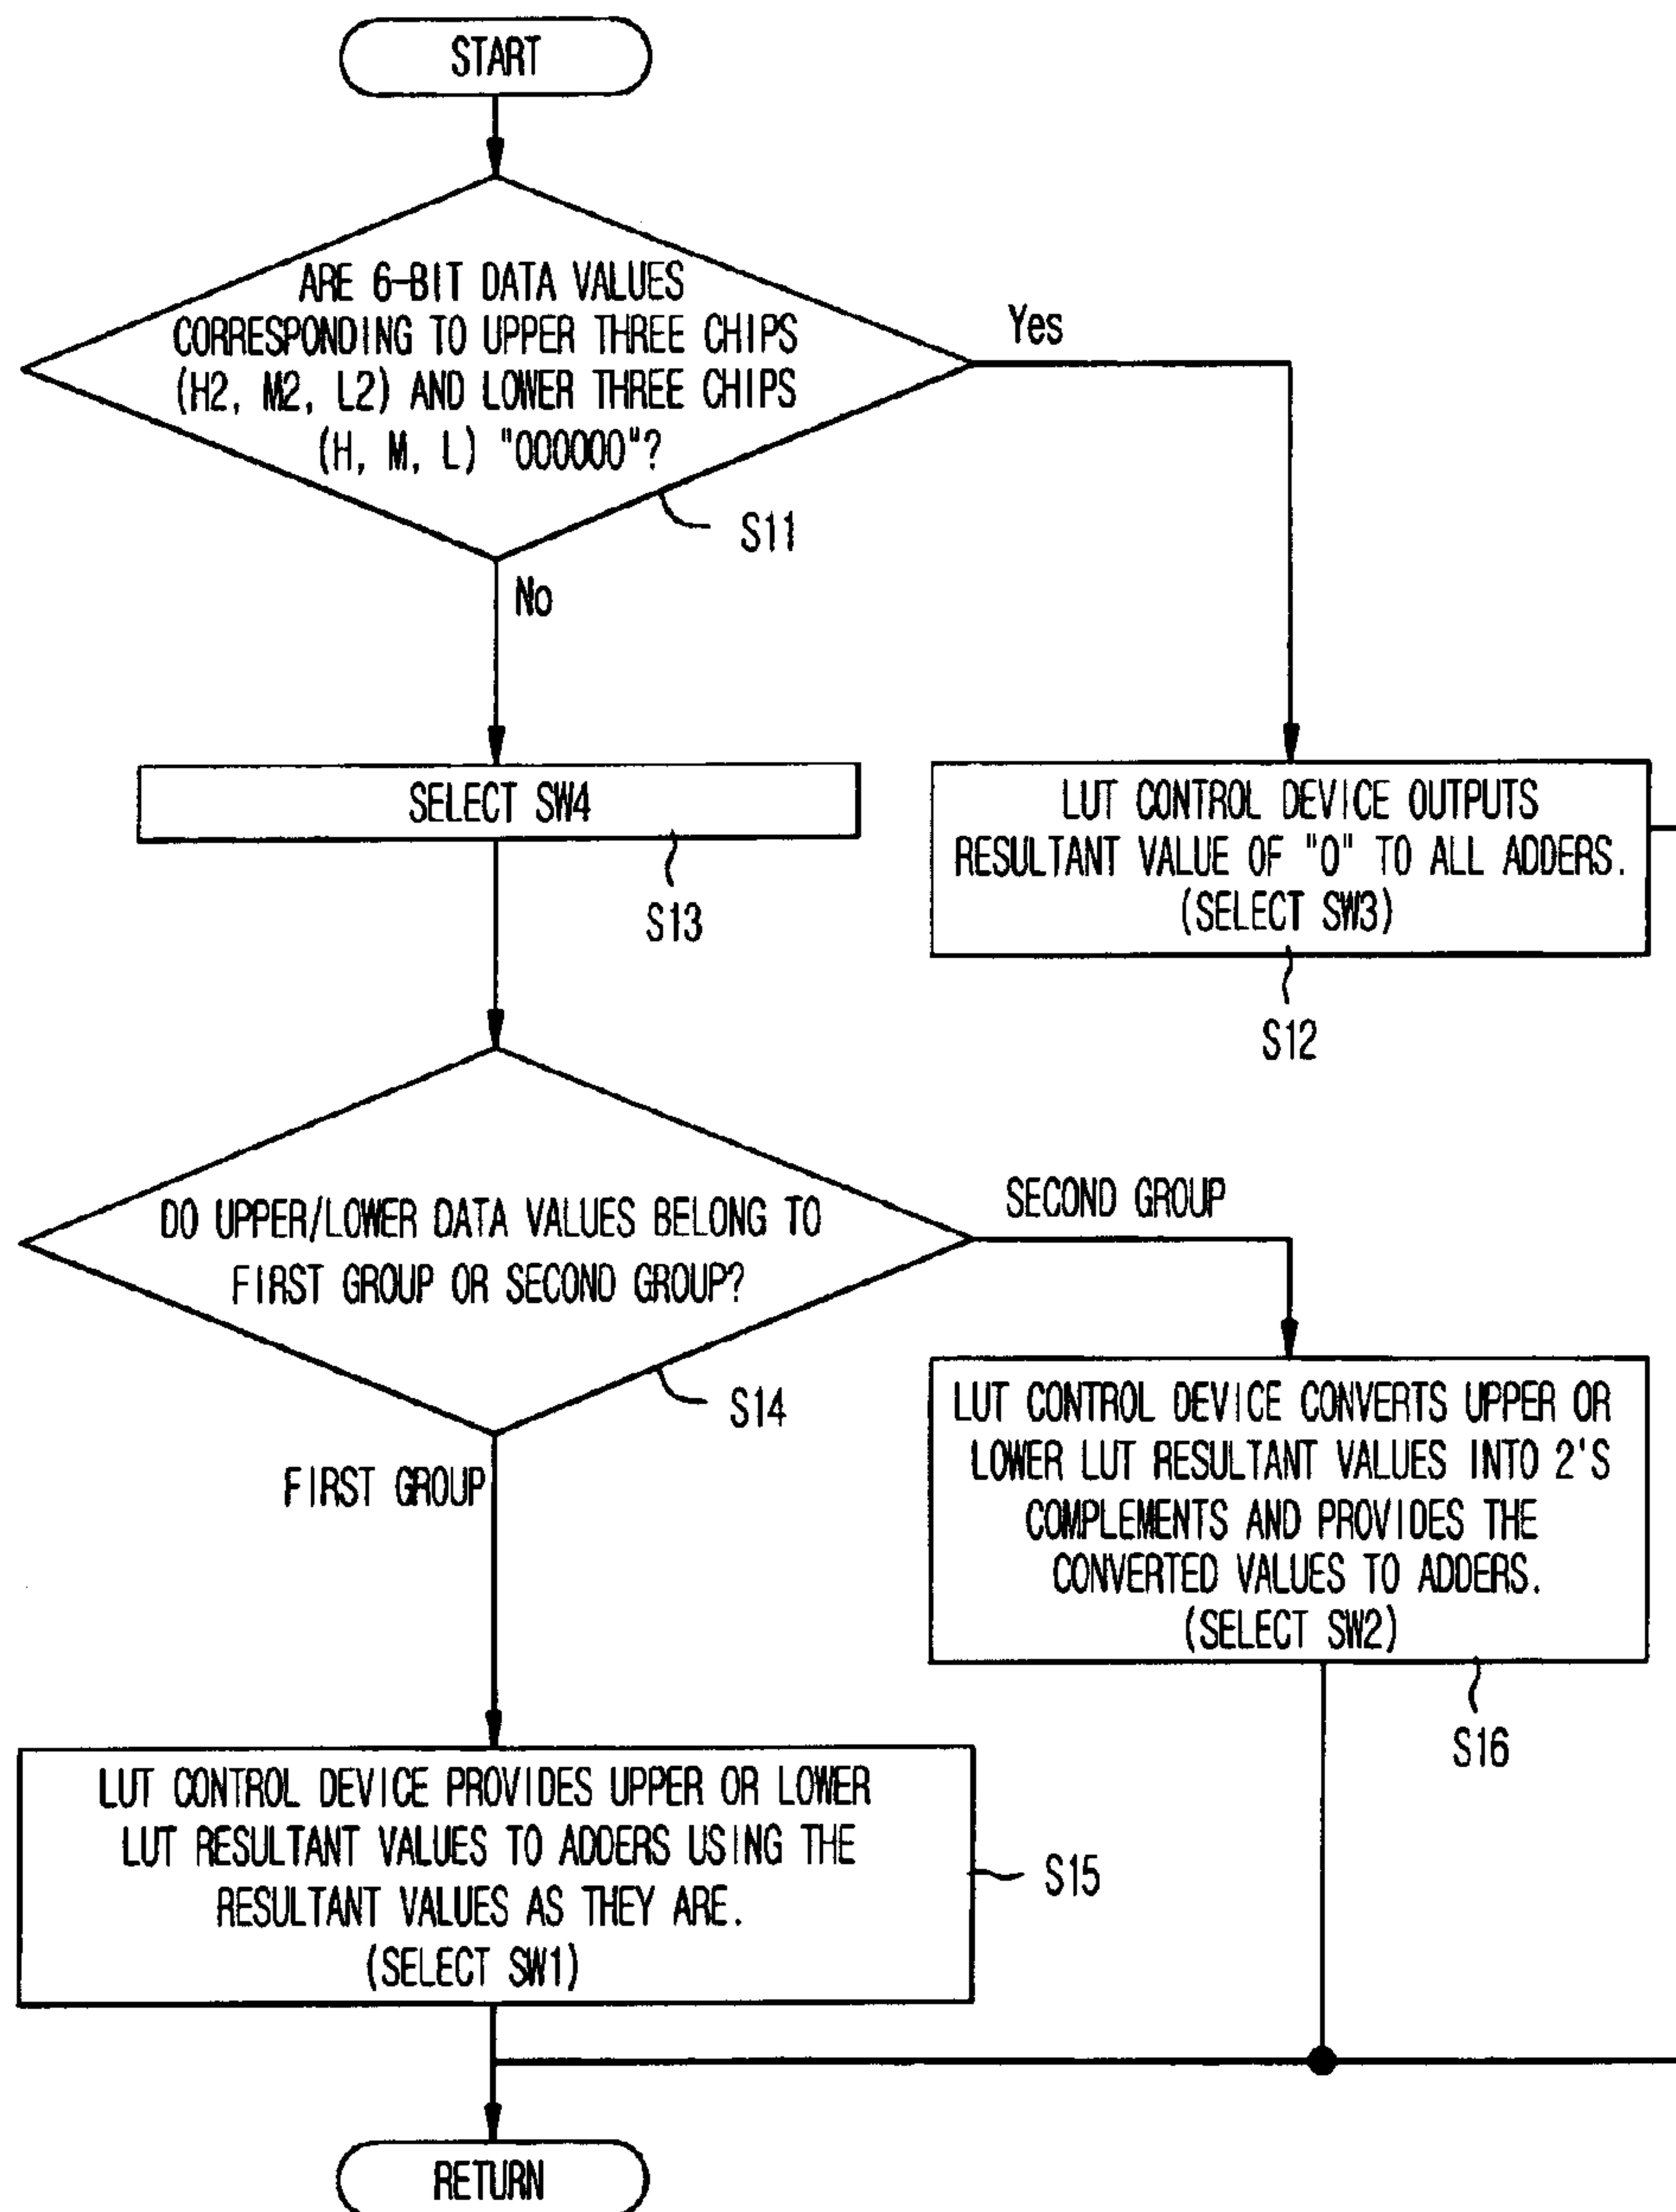 START
ARE 6-BIT DATA VALUES
CORRESPONDING TO UPPER THREE CHIPS
(H2, M2, L2) AND LOWER THREE CHIPS
(H, M, L) "000000"?
Yes
S11
No
SELECT SW4
S13
LUT CONTROL DEVICE OUTPUTS
RESULTANT VALUE OF "0" TO ALL ADDERS.
(SELECT SW3)
S12
DO UPPER/LOWER DATA VALUES BELONG TO
FIRST GROUP OR SECOND GROUP?
SECOND GROUP
S14
FIRST GROUP
LUT CONTROL DEVICE CONVERTS UPPER OR
LOWER LUT RESULTANT VALUES INTO 2'S
COMPLEMENTS AND PROVIDES THE
CONVERTED VALUES TO ADDERS.
(SELECT SW2)
S16
LUT CONTROL DEVICE PROVIDES UPPER OR LOWER
LUT RESULTANT VALUES TO ADDERS USING THE
RESULTANT VALUES AS THEY ARE.
(SELECT SW1)
S15
RETURN